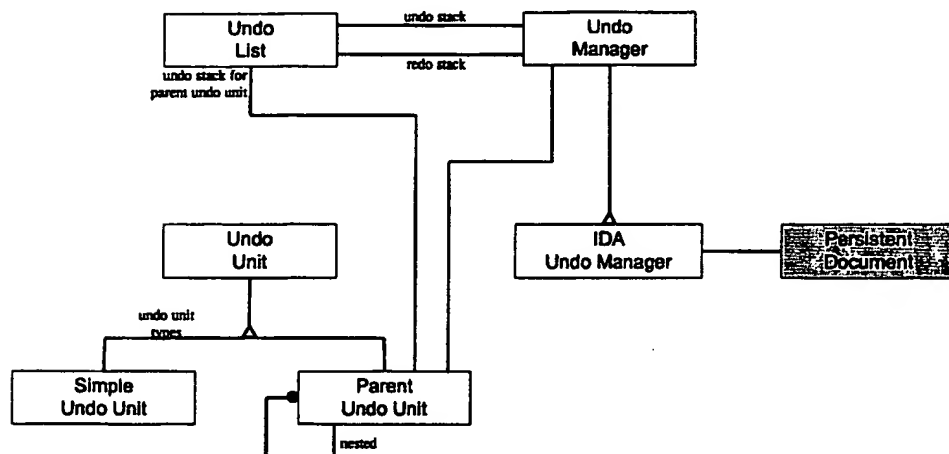 Undo
List
undo stack
redo stack
Undo
Manager
undo stack for
parent undo unit
Undo
Unit
IDA
Undo Manager
Persistent
Document
undo unit
types
Simple
Undo Unit
Parent
Undo Unit
nested